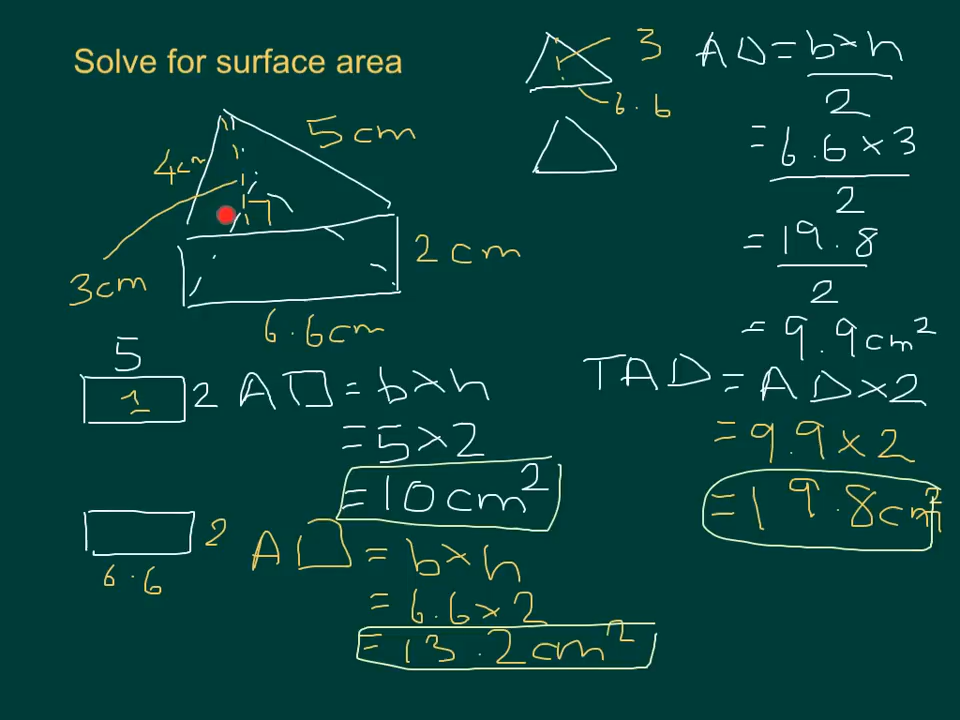 Solve for surface area
4cm
5cm
3cm
2cm
6.6cm
3
6.6
A△ = b×h
2
= 6.6×3
2
= 19.8
2
= 9.9cm²
TA△ = A△×2
= 9.9×2
= 19.8cm²
5
1
2
A□ = b×h
= 5×2
= 10cm²
2
6.6
A□ = b×h
= 6.6×2
= 13.2cm²